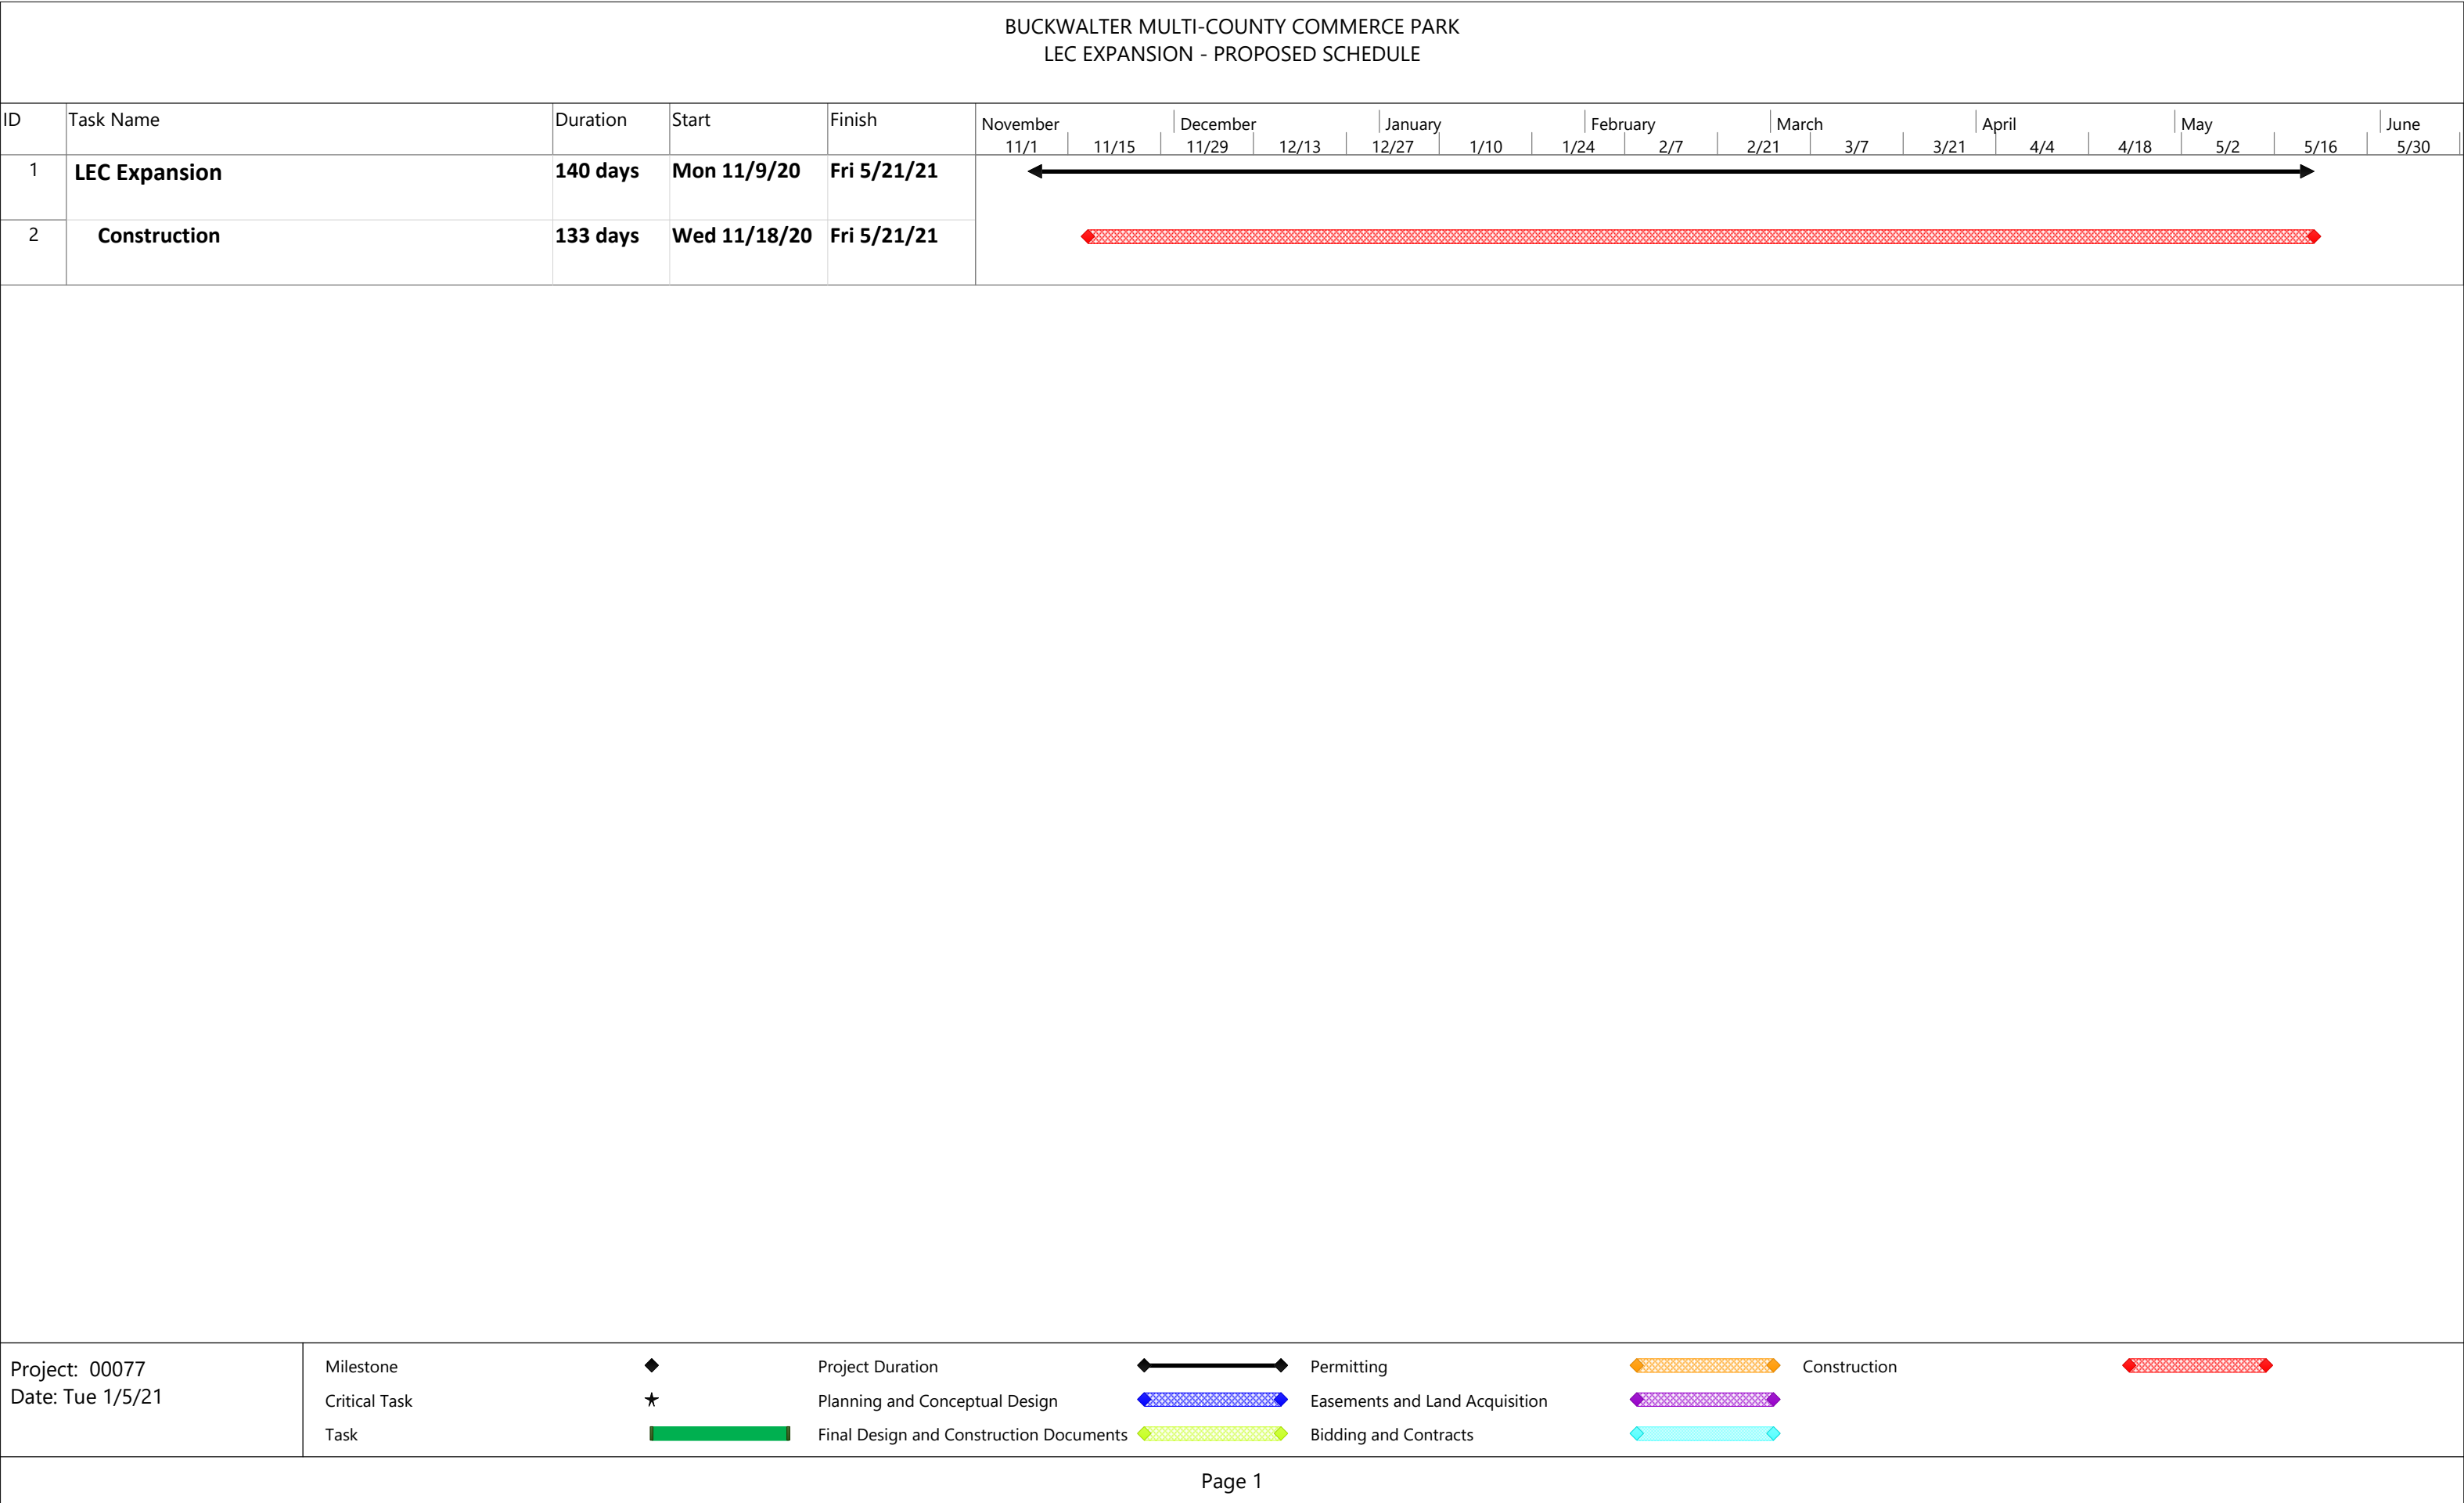 BUCKWALTER MULTI-COUNTY COMMERCE PARK
LEC EXPANSION - PROPOSED SCHEDULE
ID Task Name Duration Start Finish November December January February March April May June
11/1 11/15 11/29 12/13 12/27 1/10 1/24 2/7 2/21 3/7 3/21 4/4 4/18 5/2 5/16 5/30
1 LEC Expansion 140 days Mon 11/9/20 Fri 5/21/21
2 Construction 133 days Wed 11/18/20 Fri 5/21/21
Project: 00077
Date: Tue 1/5/21
Milestone Project Duration Permitting Construction
Critical Task Planning and Conceptual Design Easements and Land Acquisition
Task Final Design and Construction Documents Bidding and Contracts
Page 1